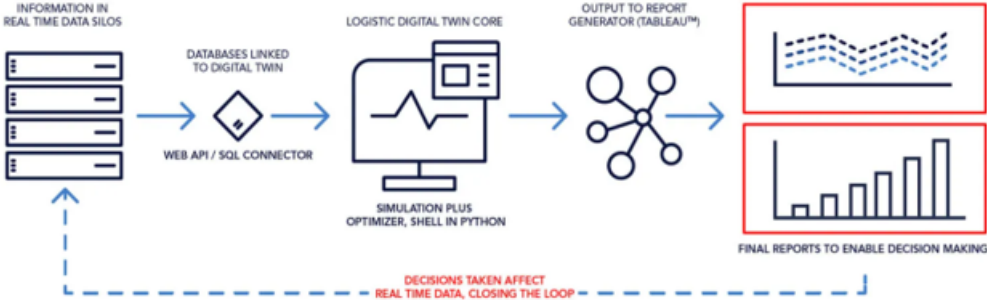 INFORMATION IN
REAL TIME DATA SILOS
DATABASES LINKED
TO DIGITAL TWIN
WEB API / SQL CONNECTOR
LOGISTIC DIGITAL TWIN CORE
SIMULATION PLUS
OPTIMIZER, SHELL IN PYTHON
OUTPUT TO REPORT
GENERATOR (TABLEAU™)
FINAL REPORTS TO ENABLE DECISION MAKING
DECISIONS TAKEN AFFECT
REAL TIME DATA, CLOSING THE LOOP